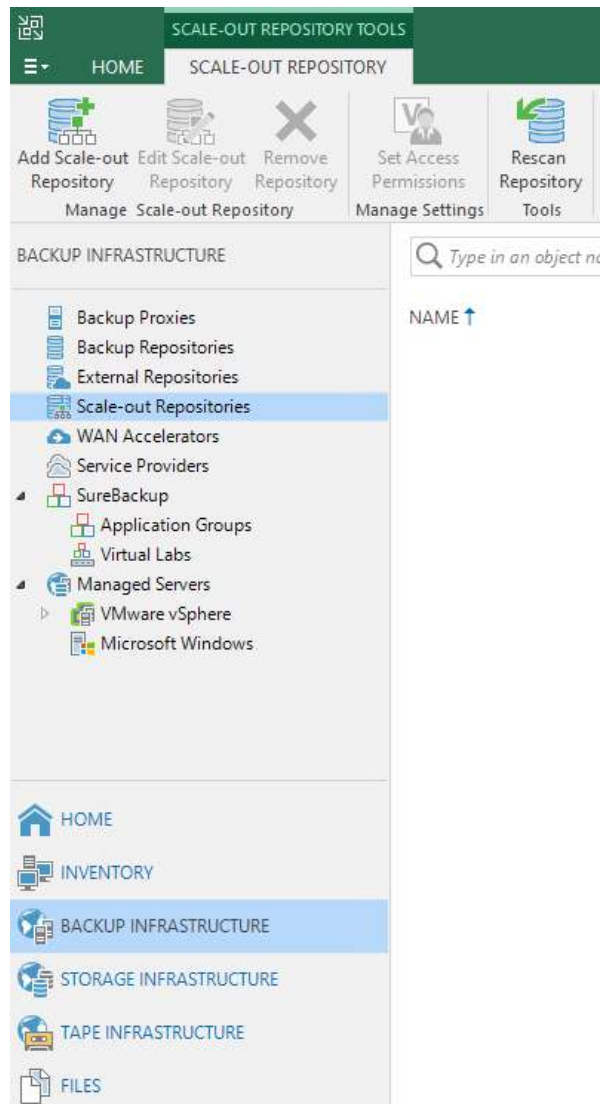 SCALE-OUT REPOSITORY TOOLS
HOME SCALE-OUT REPOSITORY
Add Scale-out Edit Scale-out Remove Set Access Rescan
Repository Repository Repository Permissions Repository
Manage Scale-out Repository Manage Settings Tools
BACKUP INFRASTRUCTURE
Type in an object
NAME
Backup Proxies
Backup Repositories
External Repositories
Scale-out Repositories
WAN Accelerators
Service Providers
SureBackup
Application Groups
Virtual Labs
Managed Servers
VMware vSphere
Microsoft Windows
HOME
INVENTORY
BACKUP INFRASTRUCTURE
STORAGE INFRASTRUCTURE
TAPE INFRASTRUCTURE
FILES